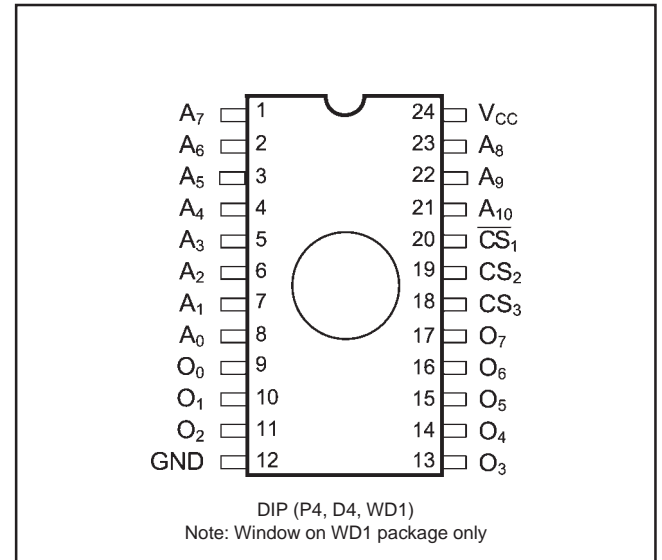 A7 1 24 VCC
A6 2 23 A8
A5 3 22 A9
A4 4 21 A10
A3 5 20 C̅S̅1
A2 6 19 CS2
A1 7 18 CS3
A0 8 17 O7
O0 9 16 O6
O1 10 15 O5
O2 11 14 O4
GND 12 13 O3
DIP (P4, D4, WD1)
Note: Window on WD1 package only